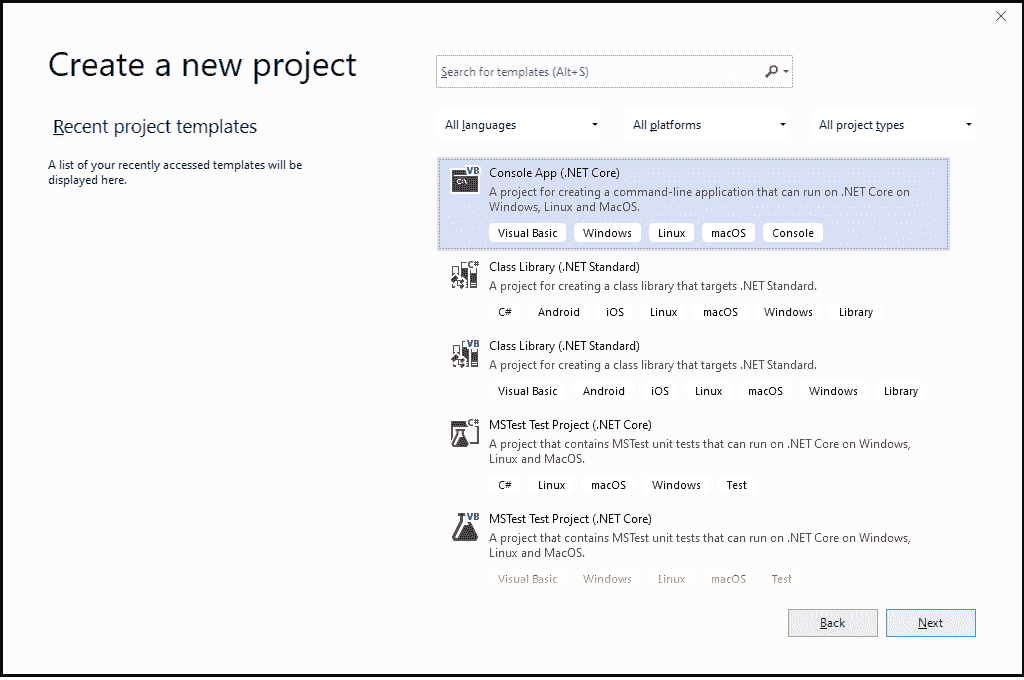 Create a new project
Search for templates (Alt+S)
Recent project templates
A list of your recently accessed templates will be
displayed here.
All languages
All platforms
All project types
VB
C:\
Console App (.NET Core)
A project for creating a command-line application that can run on .NET Core on
Windows, Linux and MacOS.
Visual Basic Windows Linux macOS Console
C#
Class Library (.NET Standard)
A project for creating a class library that targets .NET Standard.
C# Android iOS Linux macOS Windows Library
VB
Class Library (.NET Standard)
A project for creating a class library that targets .NET Standard.
Visual Basic Android iOS Linux macOS Windows Library
C#
MSTest Test Project (.NET Core)
A project that contains MSTest unit tests that can run on .NET Core on Windows,
Linux and MacOS.
C# Linux macOS Windows Test
VB
MSTest Test Project (.NET Core)
A project that contains MSTest unit tests that can run on .NET Core on Windows,
Linux and MacOS.
Visual Basic Windows Linux macOS Test
Back
Next